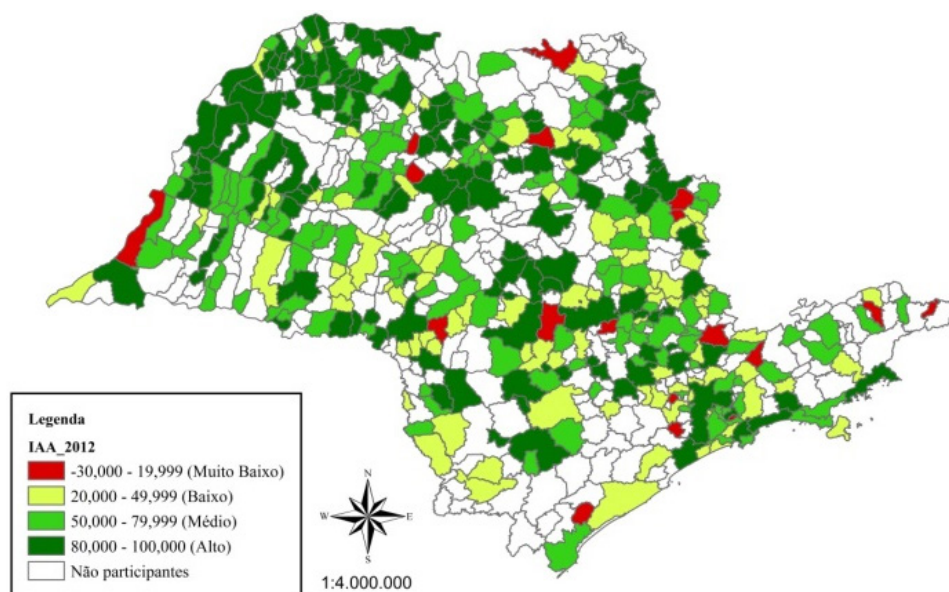 Legenda
IAA_2012
-30,000 - 19,999 (Muito Baixo)
20,000 - 49,999 (Baixo)
50,000 - 79,999 (Médio)
80,000 - 100,000 (Alto)
Não participantes
N
W E
S
1:4.000.000